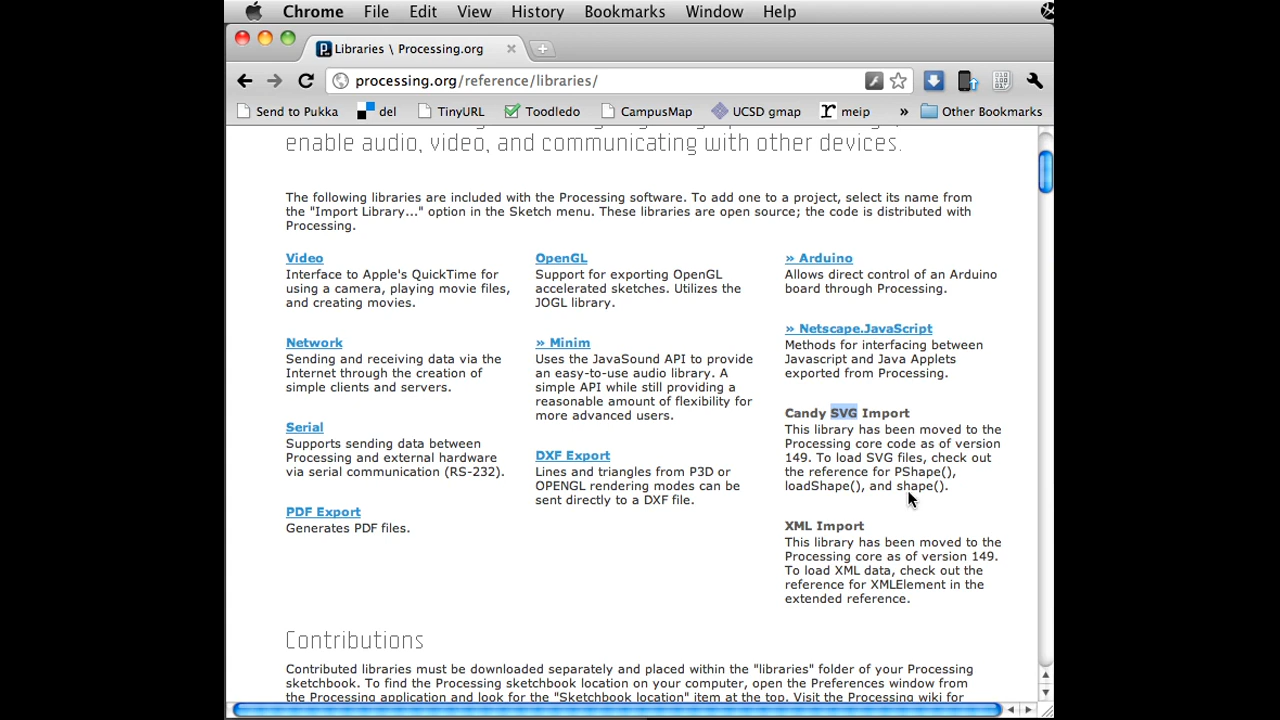 Chrome File Edit View History Bookmarks Window Help
Libraries \ Processing.org
processing.org/reference/libraries/
Send to Pukka del TinyURL Toodledo CampusMap UCSD gmap meip » Other Bookmarks
enable audio, video, and communicating with other devices.
The following libraries are included with the Processing software. To add one to a project, select its name from
the "Import Library..." option in the Sketch menu. These libraries are open source; the code is distributed with
Processing.
Video
Interface to Apple's QuickTime for
using a camera, playing movie files,
and creating movies.
Network
Sending and receiving data via the
Internet through the creation of
simple clients and servers.
Serial
Supports sending data between
Processing and external hardware
via serial communication (RS-232).
PDF Export
Generates PDF files.
OpenGL
Support for exporting OpenGL
accelerated sketches. Utilizes the
JOGL library.
» Minim
Uses the JavaSound API to provide
an easy-to-use audio library. A
simple API while still providing a
reasonable amount of flexibility for
more advanced users.
DXF Export
Lines and triangles from P3D or
OPENGL rendering modes can be
sent directly to a DXF file.
» Arduino
Allows direct control of an Arduino
board through Processing.
» Netscape.JavaScript
Methods for interfacing between
Javascript and Java Applets
exported from Processing.
Candy SVG Import
This library has been moved to the
Processing core code as of version
149. To load SVG files, check out
the reference for PShape(),
loadShape(), and shape().
XML Import
This library has been moved to the
Processing core as of version 149.
To load XML data, check out the
reference for XMLElement in the
extended reference.
Contributions
Contributed libraries must be downloaded separately and placed within the "libraries" folder of your Processing
sketchbook. To find the Processing sketchbook location on your computer, open the Preferences window from
the Processing application and look for the "Sketchbook location" item at the top. Visit the Processing wiki for